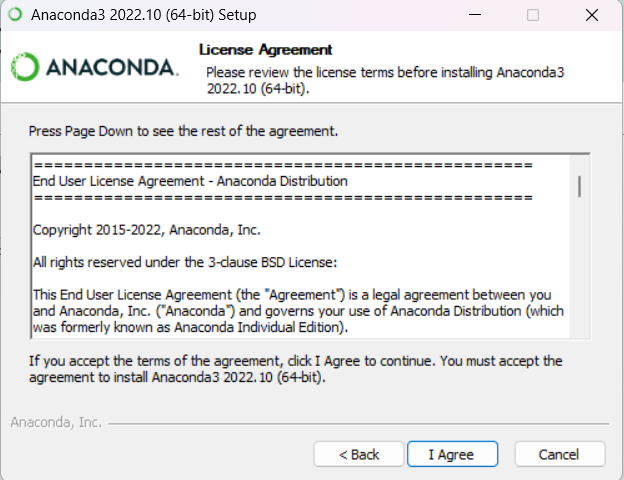 Anaconda3 2022.10 (64-bit) Setup
ANACONDA.
License Agreement
Please review the license terms before installing Anaconda3
2022.10 (64-bit).
Press Page Down to see the rest of the agreement.
==================================================
End User License Agreement - Anaconda Distribution
==================================================
Copyright 2015-2022, Anaconda, Inc.
All rights reserved under the 3-clause BSD License:
This End User License Agreement (the "Agreement") is a legal agreement between you
and Anaconda, Inc. ("Anaconda") and governs your use of Anaconda Distribution (which
was formerly known as Anaconda Individual Edition).
If you accept the terms of the agreement, click I Agree to continue. You must accept the
agreement to install Anaconda3 2022.10 (64-bit).
Anaconda, Inc.
< Back
I Agree
Cancel